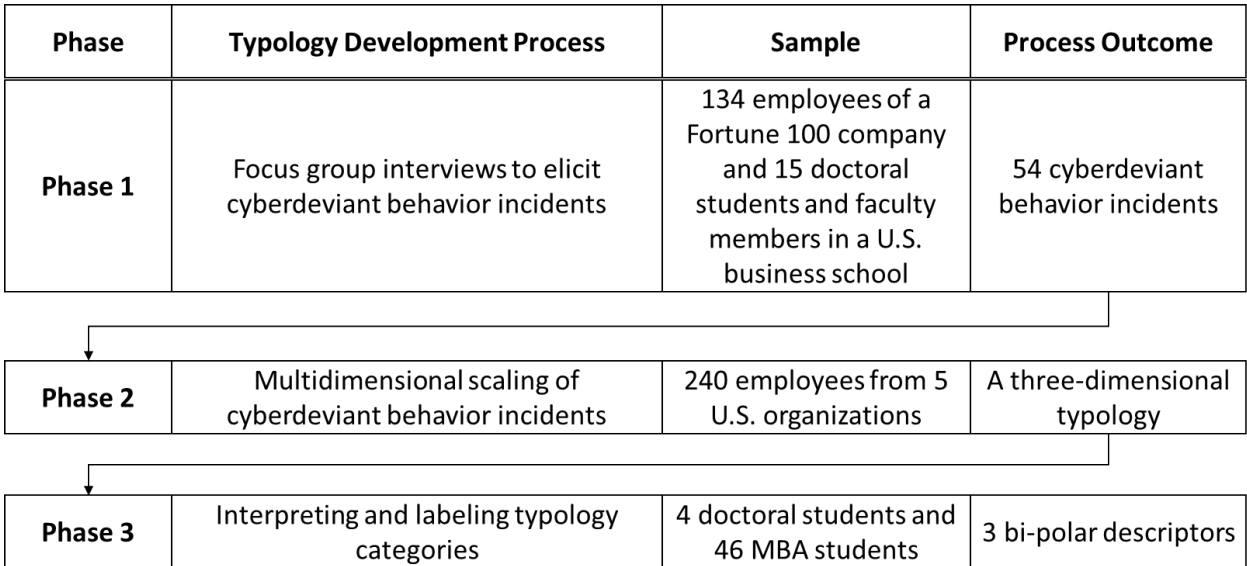 Phase
Typology Development Process
Sample
Process Outcome
Phase 1
Focus group interviews to elicit
cyberdeviant behavior incidents
134 employees of a
Fortune 100 company
and 15 doctoral
students and faculty
members in a U.S.
business school
54 cyberdeviant
behavior incidents
Phase 2
Multidimensional scaling of
cyberdeviant behavior incidents
240 employees from 5
U.S. organizations
A three-dimensional
typology
Phase 3
Interpreting and labeling typology
categories
4 doctoral students and
46 MBA students
3 bi-polar descriptors